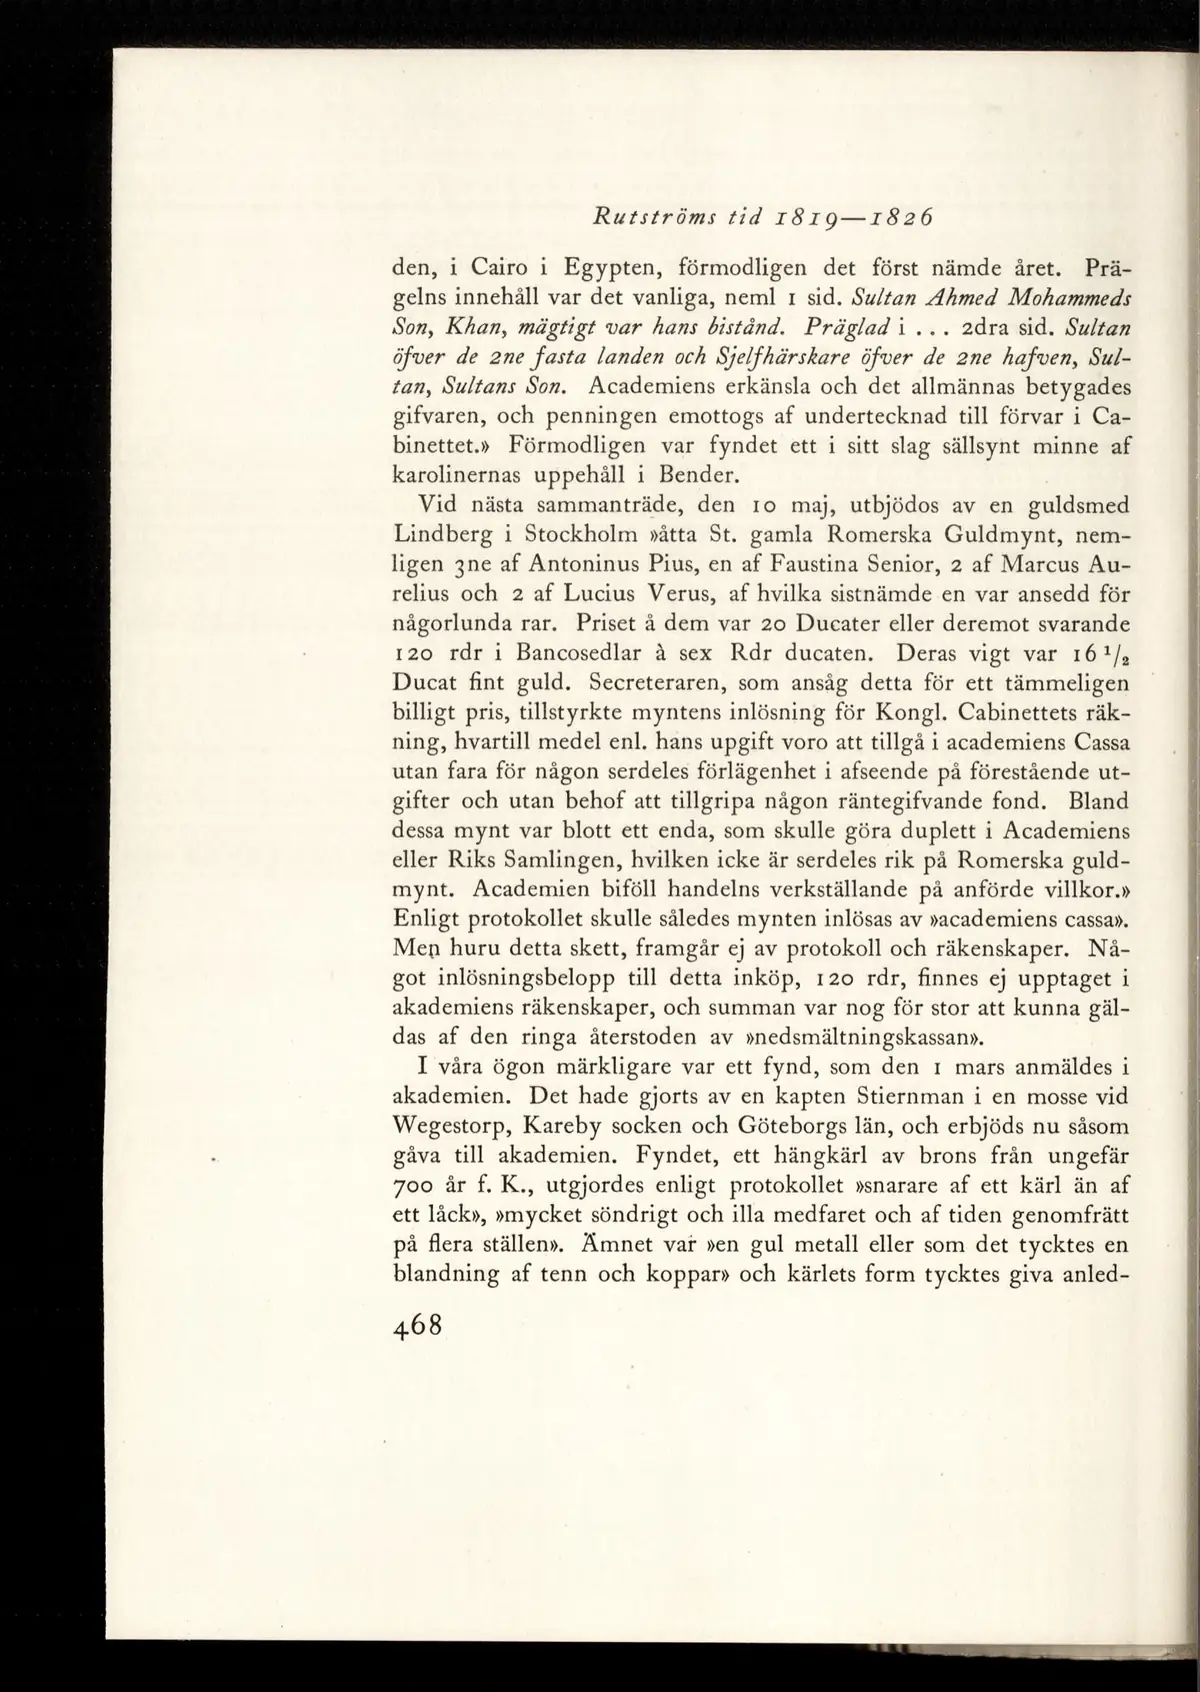 Rutströms tid 1819—1826
den, i Cairo i Egypten, förmodligen det först nämde året. Prä-
gelns innehåll var det vanliga, neml 1 sid. Sultan Ahmed Mohammeds
Son, Khan, mägtigt var hans bistånd. Präglad i . . . 2dra sid. Sultan
öfver de 2ne fasta landen och Sjelfhärskare öfver de 2ne hafven, Sul-
tan, Sultans Son. Academiens erkänsla och det allmännas betygades
gifvaren, och penningen emottogs af undertecknad till förvar i Ca-
binettet.» Förmodligen var fyndet ett i sitt slag sällsynt minne af
karolinernas uppehåll i Bender.
Vid nästa sammanträde, den 10 maj, utbjödos av en guldsmed
Lindberg i Stockholm »åtta St. gamla Romerska Guldmynt, nem-
ligen 3ne af Antoninus Pius, en af Faustina Senior, 2 af Marcus Au-
relius och 2 af Lucius Verus, af hvilka sistnämde en var ansedd för
någorlunda rar. Priset å dem var 20 Ducater eller deremot svarande
120 rdr i Bancosedlar à sex Rdr ducaten. Deras vigt var 16 1/2
Ducat fint guld. Secreteraren, som ansåg detta för ett tämmeligen
billigt pris, tillstyrkte myntens inlösning för Kongl. Cabinettets räk-
ning, hvartill medel enl. hans upgift voro att tillgå i academiens Cassa
utan fara för någon serdeles förlägenhet i afseende på förestående ut-
gifter och utan behof att tillgripa någon räntegifvande fond. Bland
dessa mynt var blott ett enda, som skulle göra duplett i Academiens
eller Riks Samlingen, hvilken icke är serdeles rik på Romerska guld-
mynt. Academien biföll handelns verkställande på anförde villkor.»
Enligt protokollet skulle således mynten inlösas av »academiens cassa».
Men huru detta skett, framgår ej av protokoll och räkenskaper. Nå-
got inlösningsbelopp till detta inköp, 120 rdr, finnes ej upptaget i
akademiens räkenskaper, och summan var nog för stor att kunna gäl-
das af den ringa återstoden av »nedsmältningskassan».
I våra ögon märkligare var ett fynd, som den 1 mars anmäldes i
akademien. Det hade gjorts av en kapten Stiernman i en mosse vid
Wegestorp, Kareby socken och Göteborgs län, och erbjöds nu såsom
gåva till akademien. Fyndet, ett hängkärl av brons från ungefär
700 år f. K., utgjordes enligt protokollet »snarare af ett kärl än af
ett låck», »mycket söndrigt och illa medfaret och af tiden genomfrätt
på flera ställen». Ämnet var »en gul metall eller som det tycktes en
blandning af tenn och koppar» och kärlets form tycktes giva anled-
468